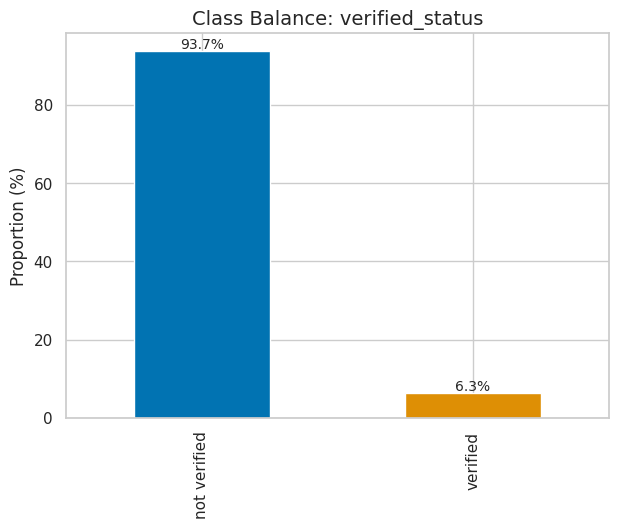 Class Balance: verified_status
93.7%
6.3%
Proportion (%)
80
60
40
20
0
not verified
verified